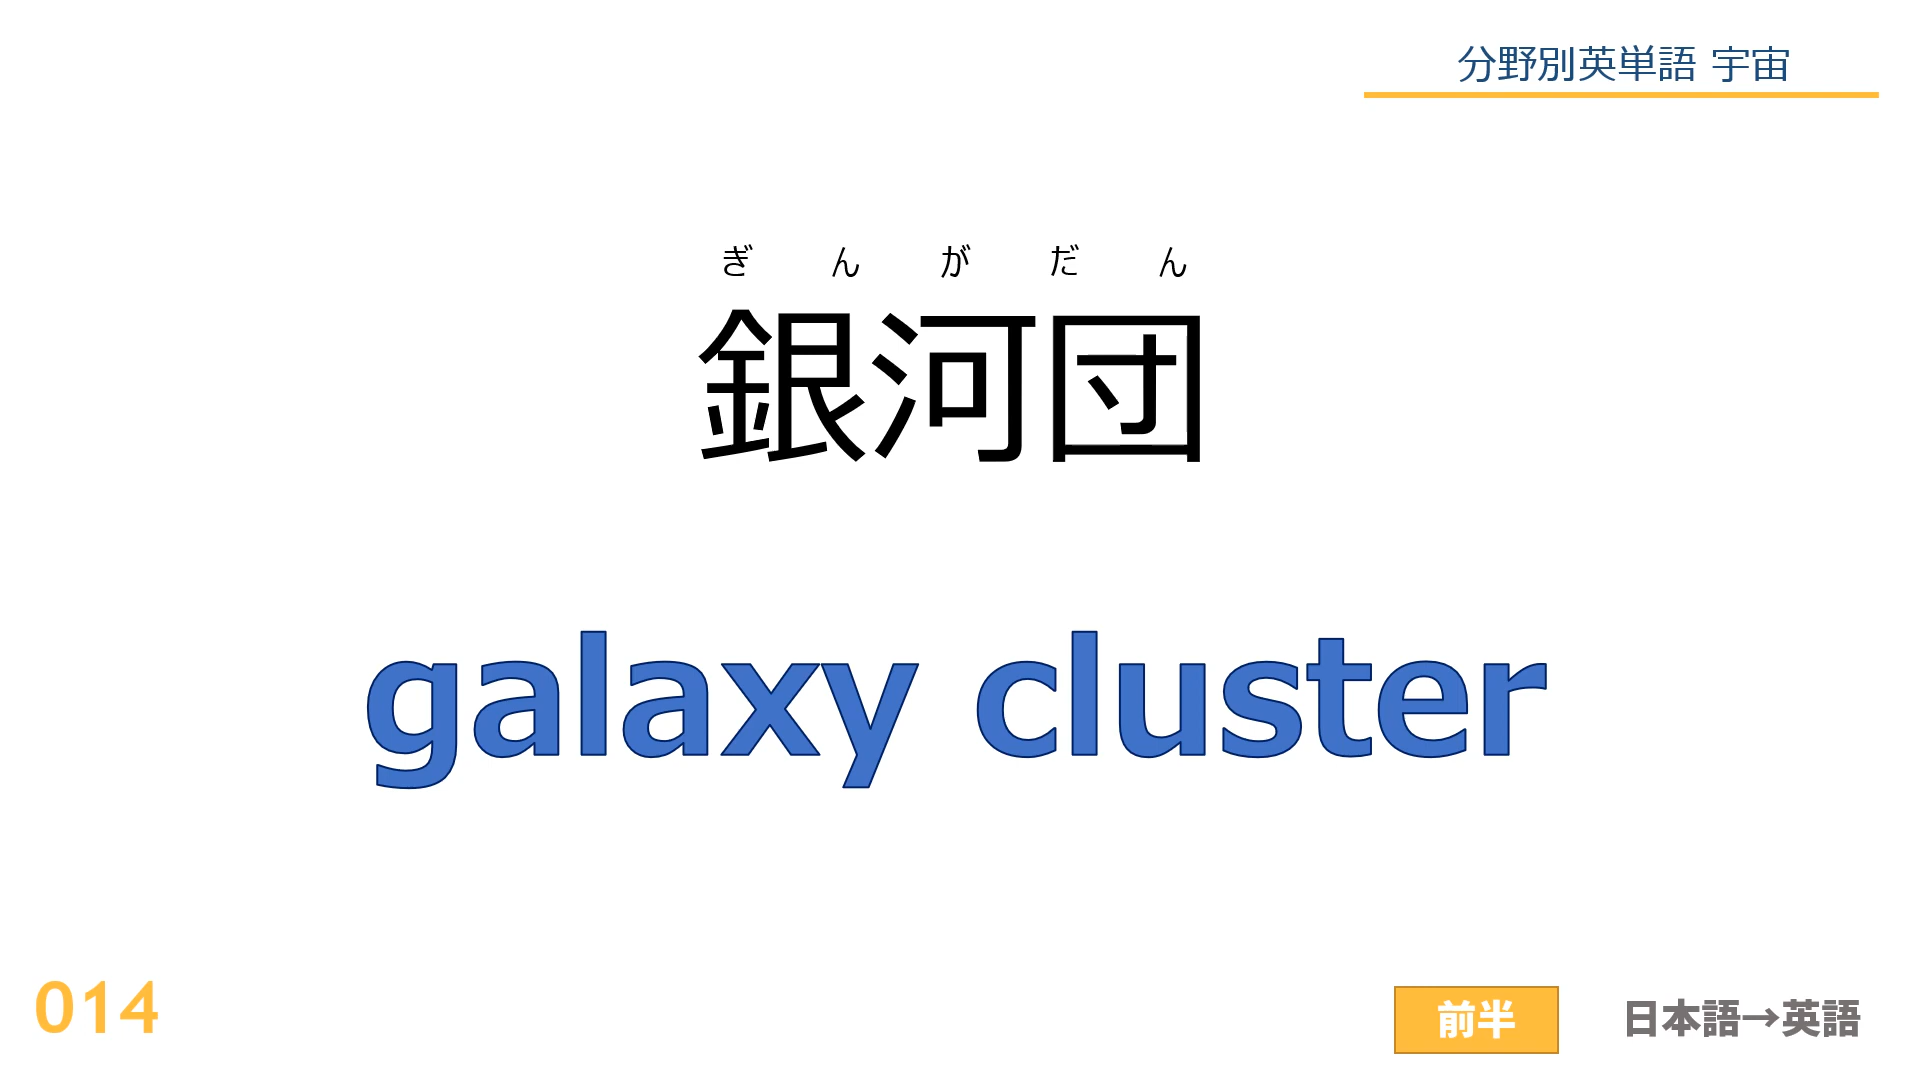 分野別英単語 宇宙
ぎんがだん
銀河団
galaxy cluster
014
前半
日本語→英語